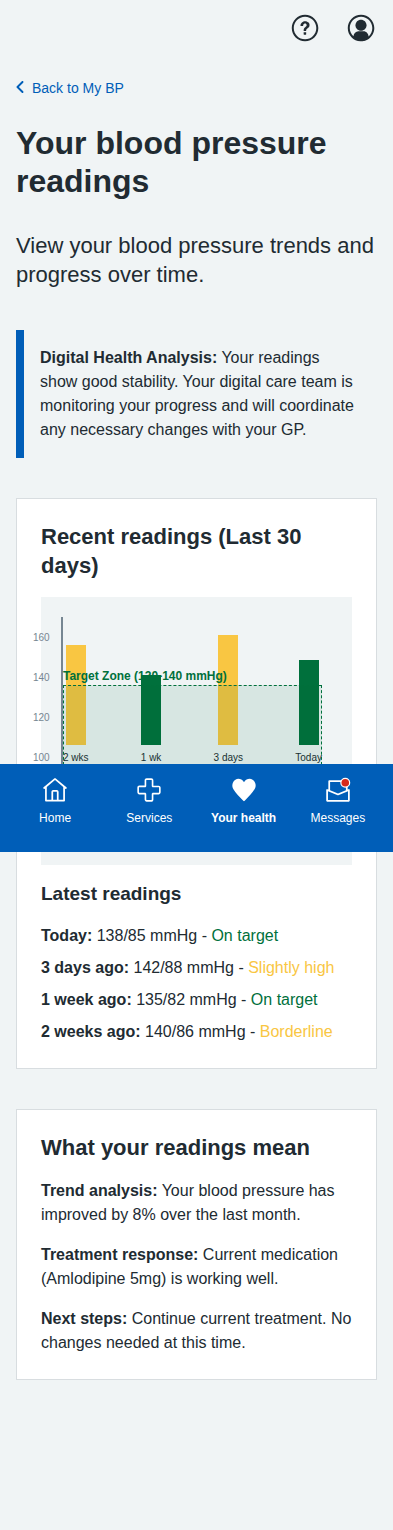 Back to My BP
Your blood pressure
readings
View your blood pressure trends and
progress over time.
Digital Health Analysis: Your readings
show good stability. Your digital care team is
monitoring your progress and will coordinate
any necessary changes with your GP.
Recent readings (Last 30
days)
160
140
120
100
Target Zone (120-140 mmHg)
2 wks
1 wk
3 days
Today
Home
Services
Your health
Messages
Latest readings
Today: 138/85 mmHg - On target
3 days ago: 142/88 mmHg - Slightly high
1 week ago: 135/82 mmHg - On target
2 weeks ago: 140/86 mmHg - Borderline
What your readings mean
Trend analysis: Your blood pressure has
improved by 8% over the last month.
Treatment response: Current medication
(Amlodipine 5mg) is working well.
Next steps: Continue current treatment. No
changes needed at this time.